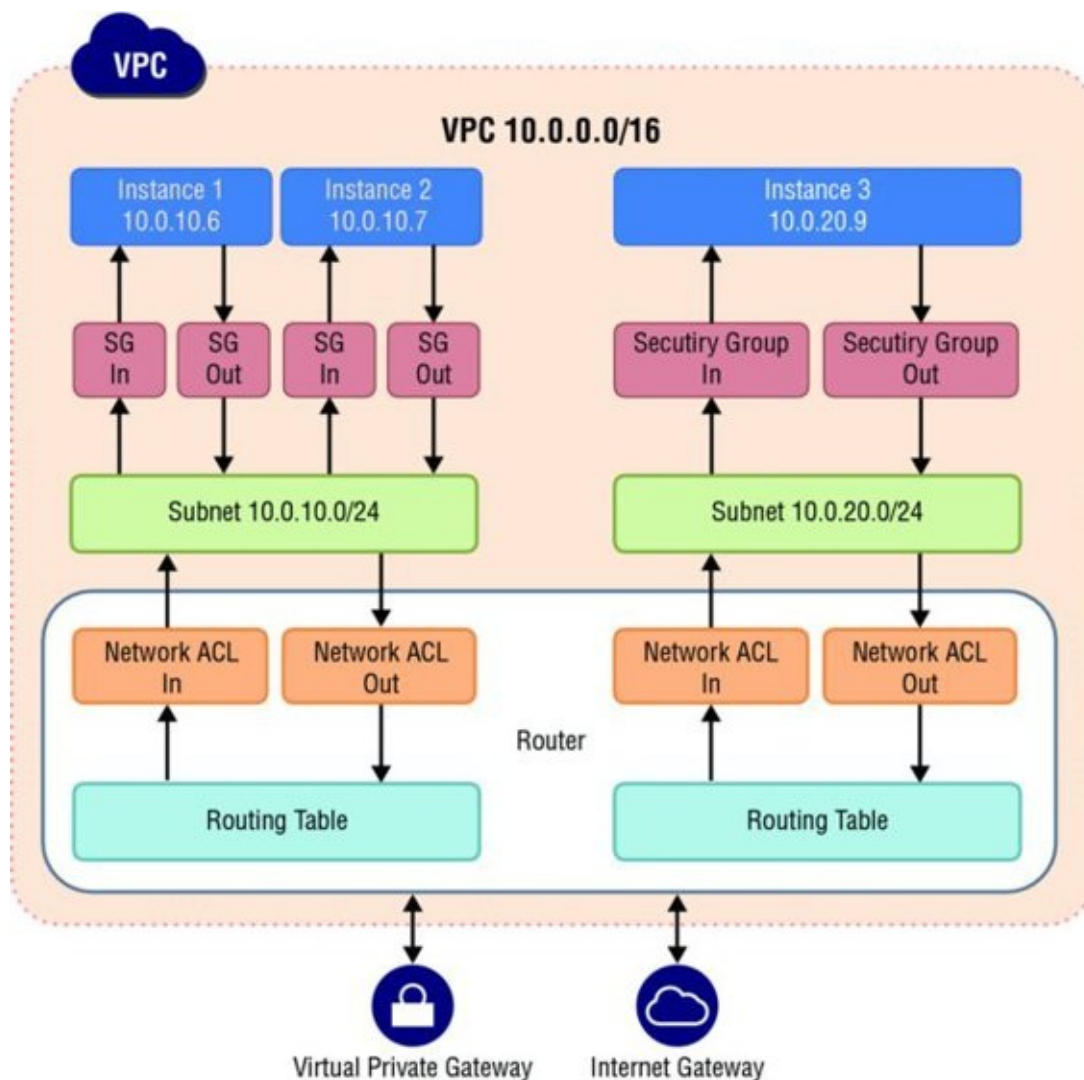 VPC
VPC 10.0.0.0/16
Instance 1
10.0.10.6
Instance 2
10.0.10.7
Instance 3
10.0.20.9
SG
In
SG
Out
SG
In
SG
Out
Secutiry Group
In
Secutiry Group
Out
Subnet 10.0.10.0/24
Subnet 10.0.20.0/24
Network ACL
In
Network ACL
Out
Network ACL
In
Network ACL
Out
Router
Routing Table
Routing Table
Virtual Private Gateway
Internet Gateway